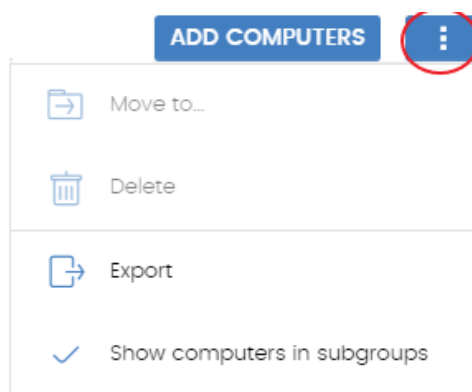 ADD COMPUTERS
Move to...
Delete
Export
Show computers in subgroups